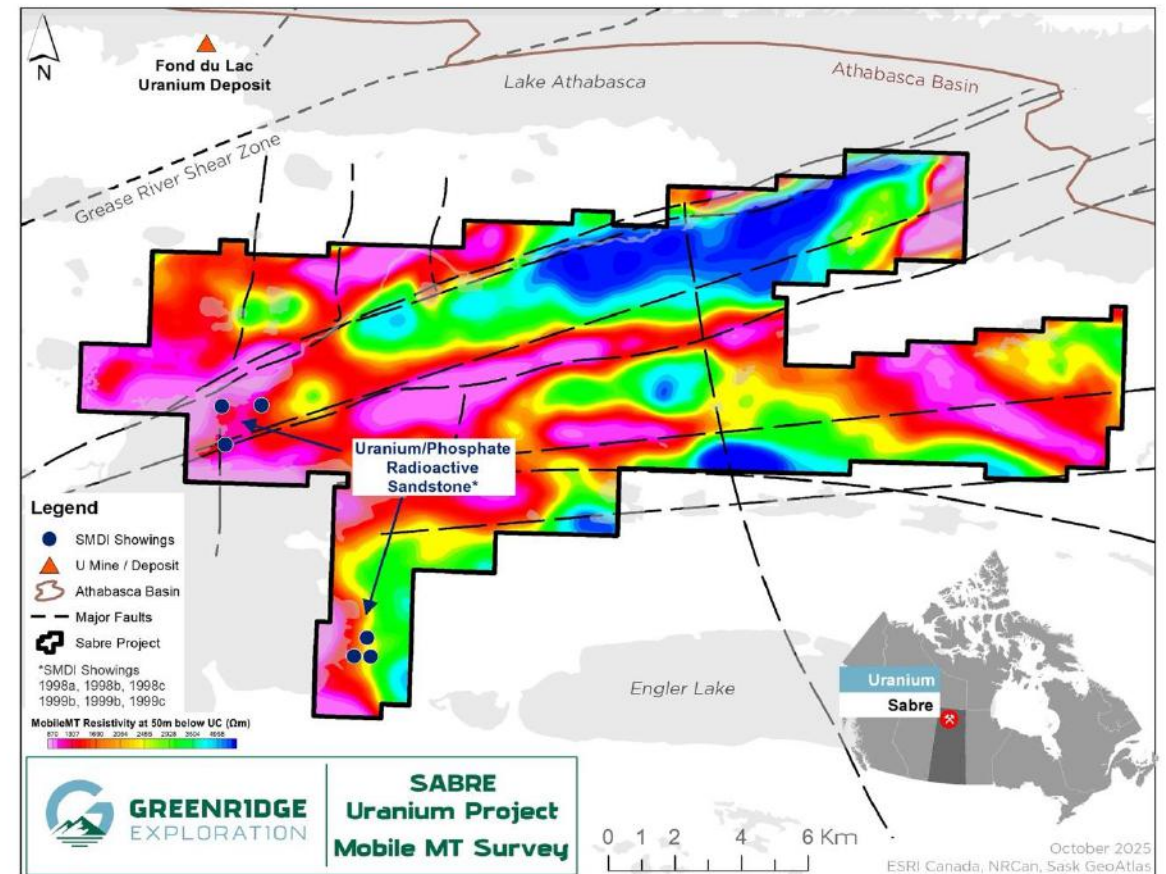 N
Fond du Lac
Uranium Deposit
Lake Athabasca
Athabasca Basin
Grease River Shear Zone
Uranium/Phosphate
Radioactive
Sandstone*
Legend
SMDI Showings
U Mine / Deposit
Athabasca Basin
Major Faults
Sabre Project
*SMDI Showings
1998a, 1998b, 1998c
1999b, 1999b, 1999c
MobileMT Resistivity at 50m below UC (Ωm)
Engler Lake
Uranium
Sabre
GREENRIDGE
EXPLORATION
SABRE
Uranium Project
Mobile MT Survey
0 1 2 4 6 Km
October 2025
ESRI Canada, NRCan, Sask GeoAtlas